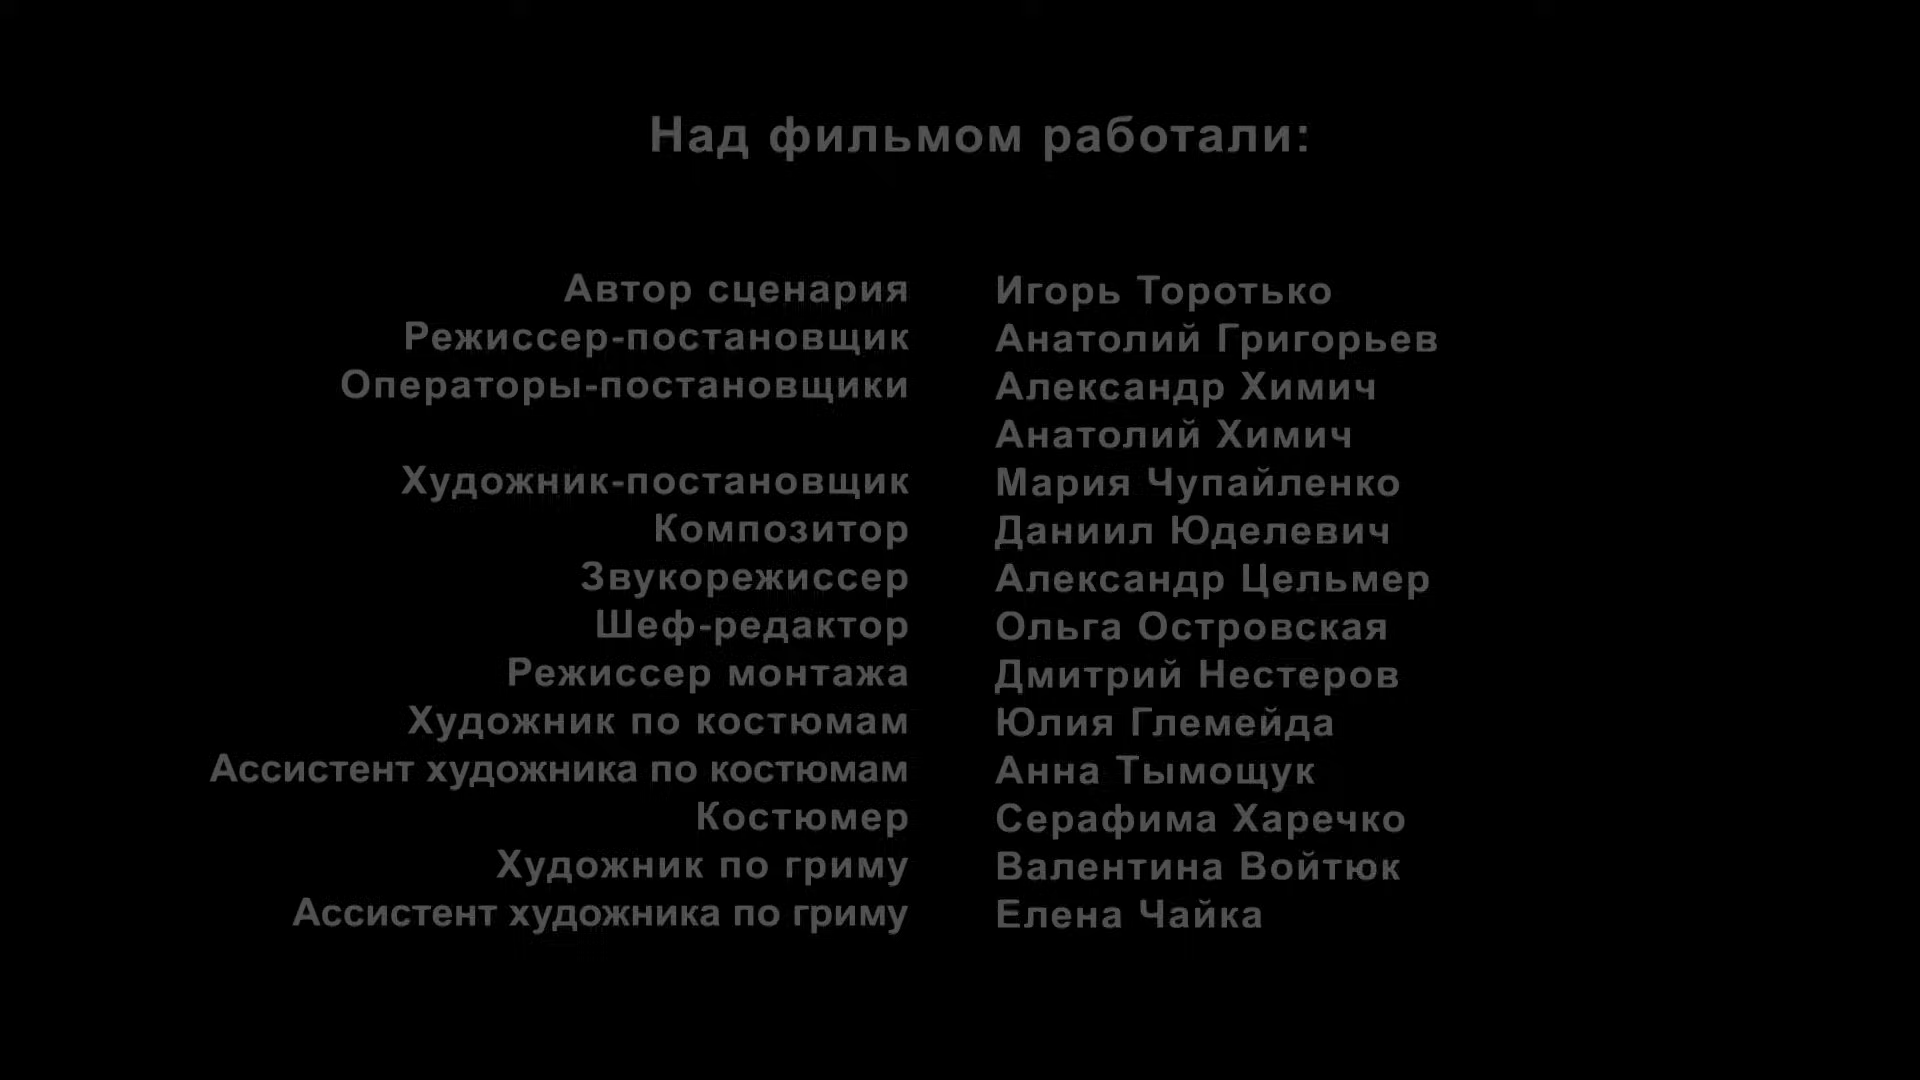 Над фильмом работали:
Автор сценария Игорь Торотько
Режиссер-постановщик Анатолий Григорьев
Операторы-постановщики Александр Химич
Анатолий Химич
Художник-постановщик Мария Чупайленко
Композитор Даниил Юделевич
Звукорежиссер Александр Цельмер
Шеф-редактор Ольга Островская
Режиссер монтажа Дмитрий Нестеров
Художник по костюмам Юлия Глемейда
Ассистент художника по костюмам Анна Тымощук
Костюмер Серафима Харечко
Художник по гриму Валентина Войтюк
Ассистент художника по гриму Елена Чайка